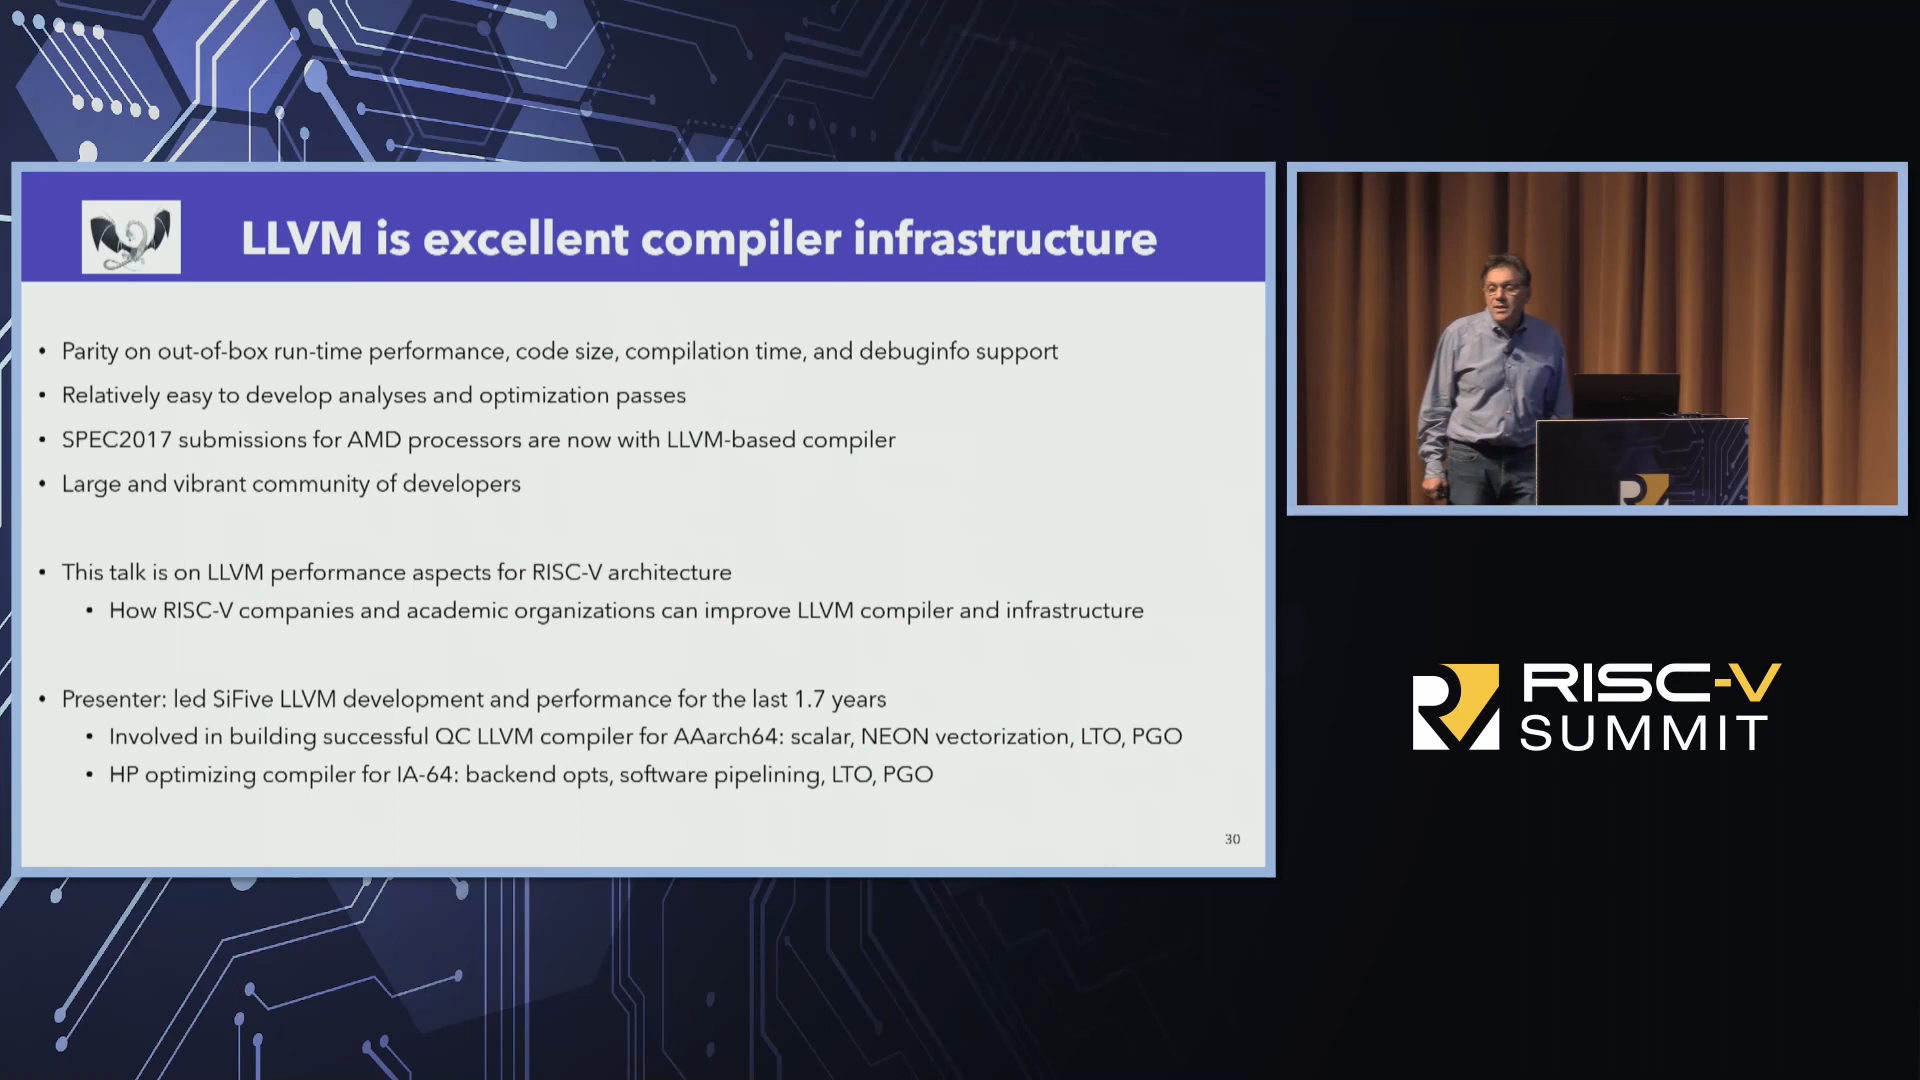 LLVM is excellent compiler infrastructure
• Parity on out-of-box run-time performance, code size, compilation time, and debuginfo support
• Relatively easy to develop analyses and optimization passes
• SPEC2017 submissions for AMD processors are now with LLVM-based compiler
• Large and vibrant community of developers
• This talk is on LLVM performance aspects for RISC-V architecture
• How RISC-V companies and academic organizations can improve LLVM compiler and infrastructure
• Presenter: led SiFive LLVM development and performance for the last 1.7 years
• Involved in building successful QC LLVM compiler for AAarch64: scalar, NEON vectorization, LTO, PGO
• HP optimizing compiler for IA-64: backend opts, software pipelining, LTO, PGO
30
RISC-V
SUMMIT